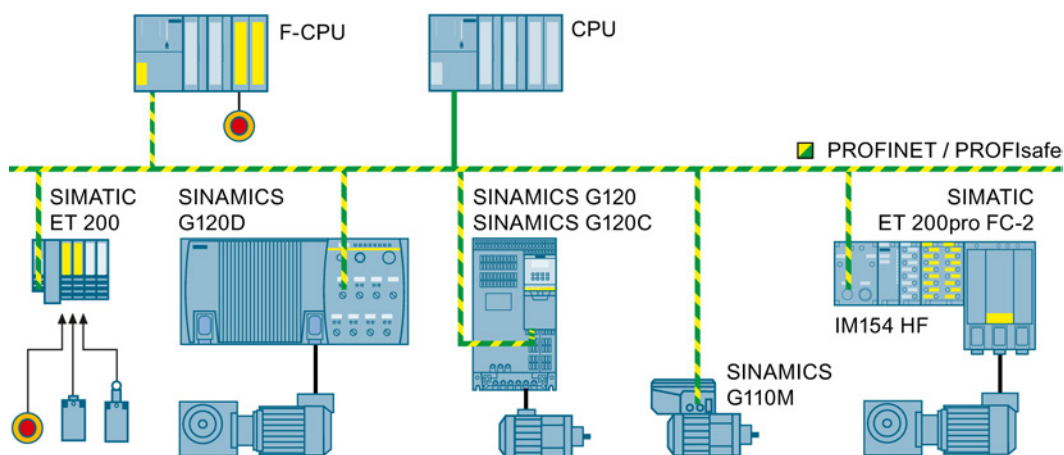 F-CPU
CPU
PROFINET / PROFIsafe
SIMATIC
ET 200
SINAMICS
G120D
SINAMICS G120
SINAMICS G120C
SIMATIC
ET 200pro FC-2
IM154 HF
SINAMICS
G110M